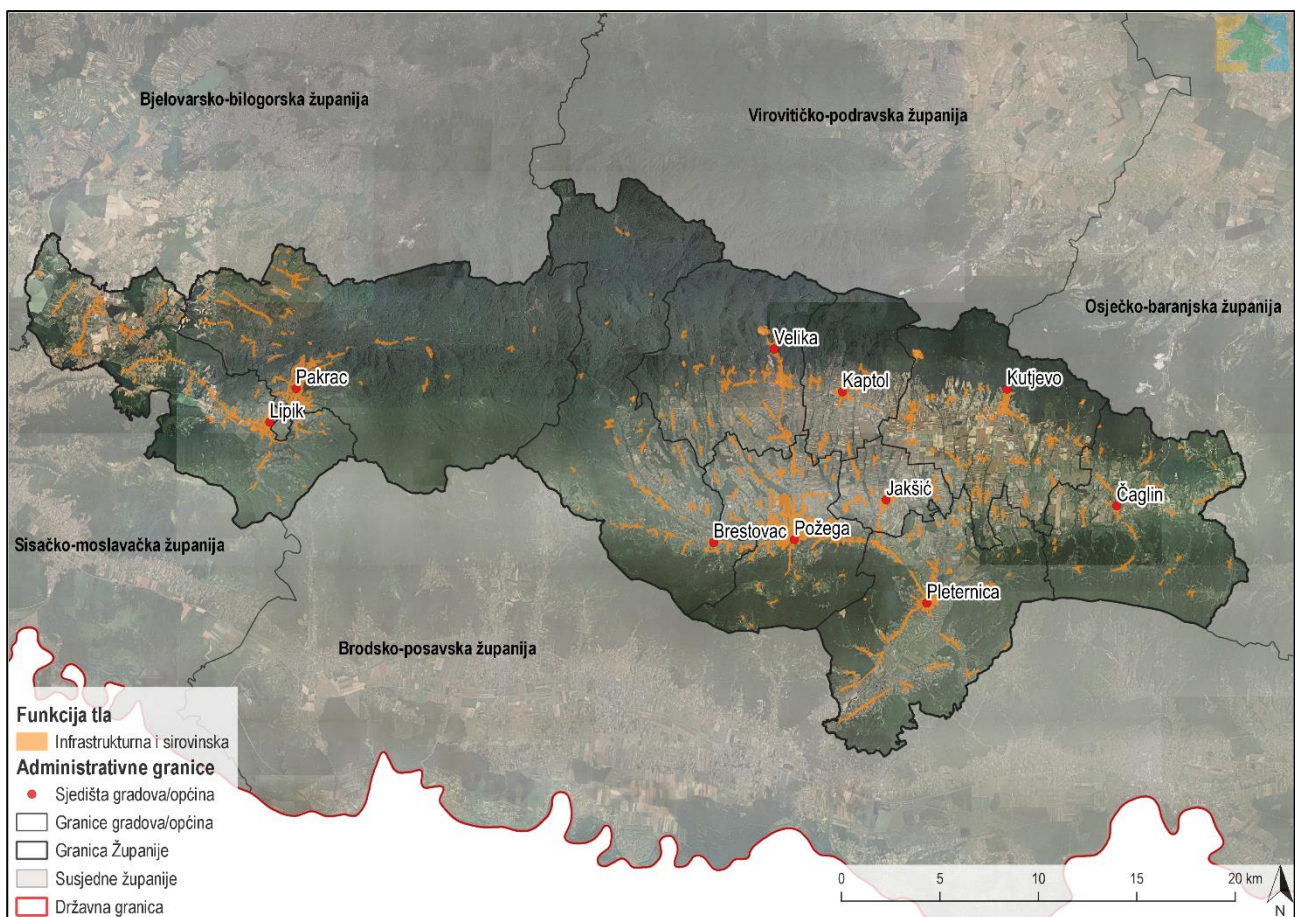 Bjelovarsko-bilogorska županija
Virovitičko-podravska županija
Osječko-baranjska županija
Velika
Kaptol
Kutjevo
Pakrac
Lipik
Jakšić
Čaglin
Brestovac
Požega
Sisačko-moslavačka županija
Pleternica
Brodsko-posavska županija
Funkcija tla
Infrastrukturna i sirovinska
Administrativne granice
Sjedišta gradova/općina
Granice gradova/općina
Granica Županije
Susjedne županije
Državna granica
0 5 10 15 20 km
N